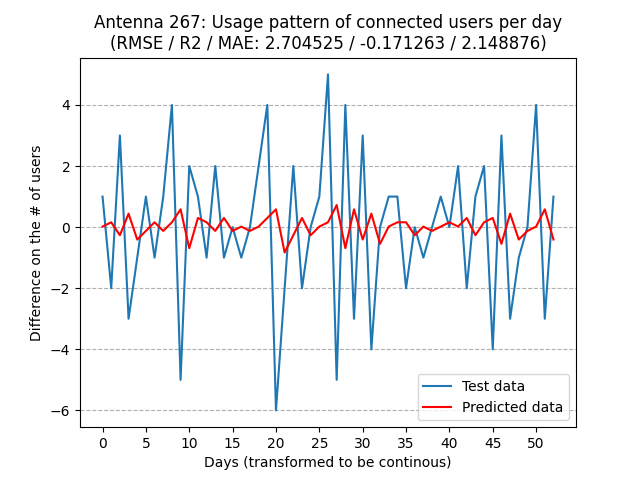 Antenna 267: Usage pattern of connected users per day
(RMSE / R2 / MAE: 2.704525 / -0.171263 / 2.148876)
Difference on the # of users
4
2
0
−2
−4
−6
Test data
Predicted data
0 5 10 15 20 25 30 35 40 45 50
Days (transformed to be continous)